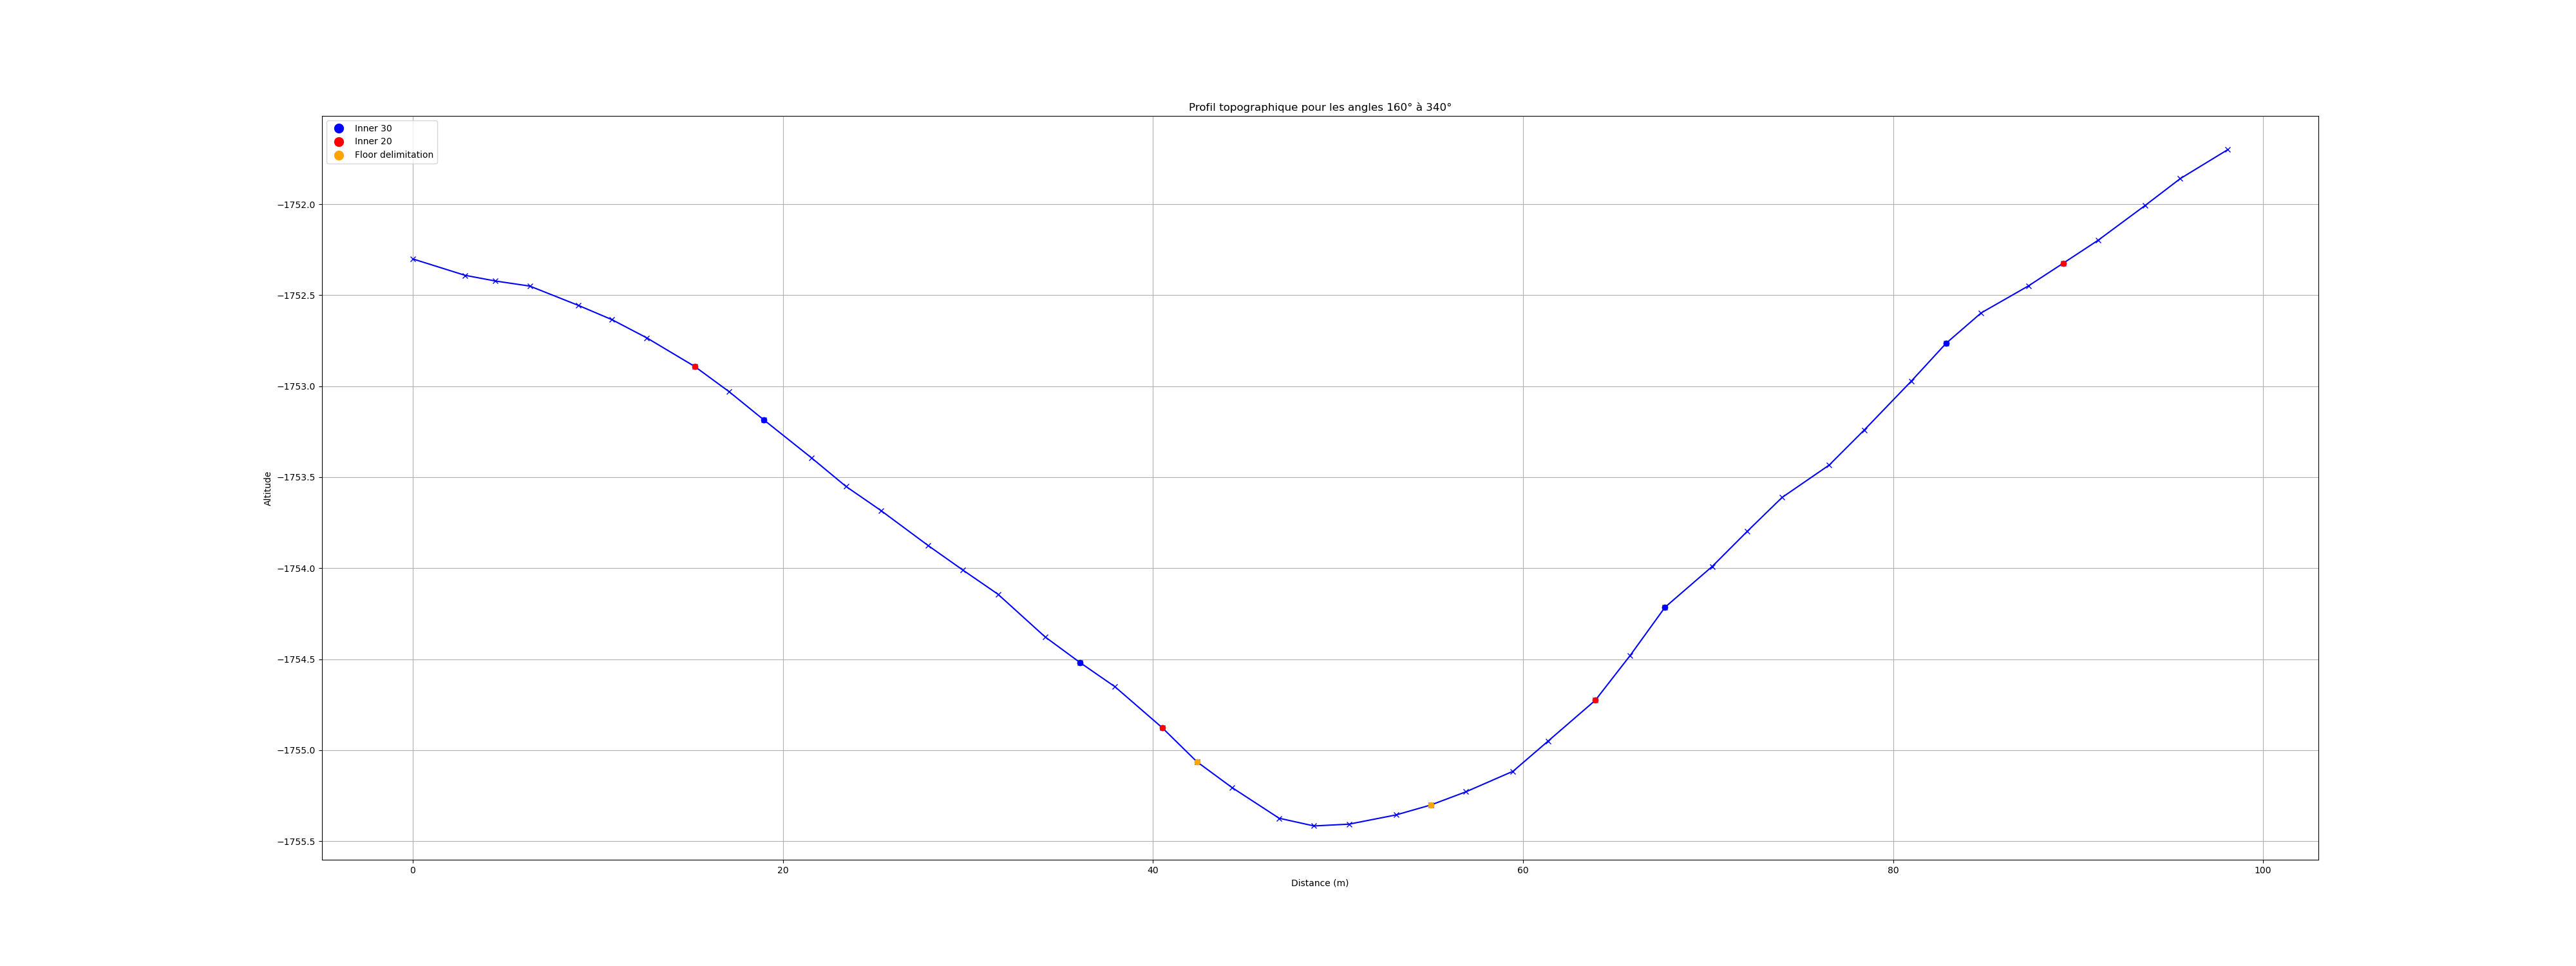 Profil topographique pour les angles 160° à 340°
Inner 30
Inner 20
Floor delimitation
Altitude
−1752.0
−1752.5
−1753.0
−1753.5
−1754.0
−1754.5
−1755.0
−1755.5
0 20 40 60 80 100
Distance (m)